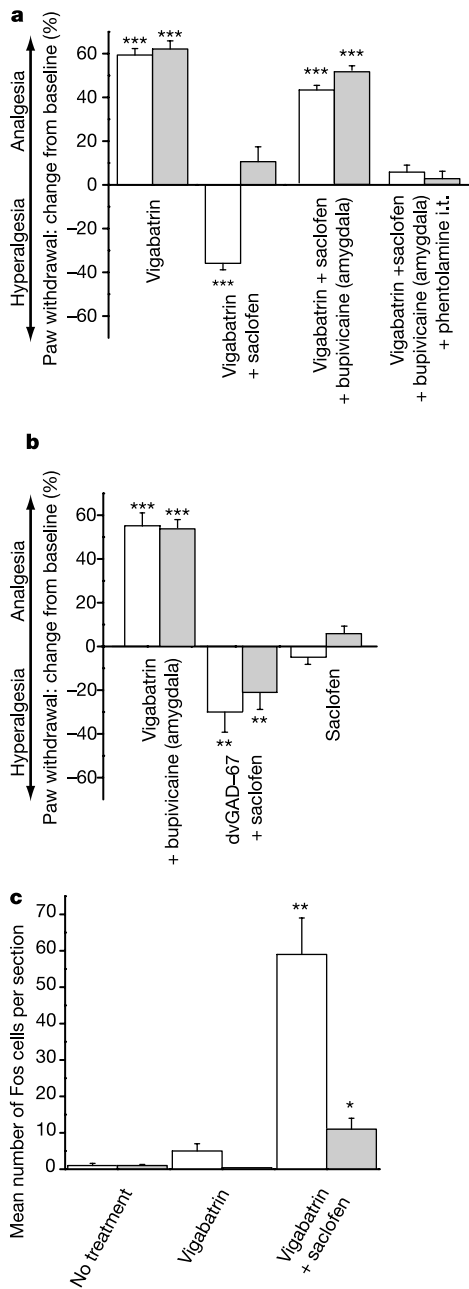 a
Analgesia
Hyperalgesia
Paw withdrawal: change from baseline (%)
60
40
20
0
−20
−40
−60
***
***
***
***
***
Vigabatrin
Vigabatrin
+ saclofen
Vigabatrin + saclofen
+ bupivicaine (amygdala)
Vigabatrin +saclofen
+ bupivicaine (amygdala)
+ phentolamine i.t.
b
Analgesia
Hyperalgesia
Paw withdrawal: change from baseline (%)
60
40
20
0
−20
−40
−60
***
***
**
**
Vigabatrin
+ bupivicaine (amygdala)
dvGAD–67
+ saclofen
Saclofen
c
Mean number of Fos cells per section
70
60
50
40
30
20
10
0
**
*
No treatment
Vigabatrin
Vigabatrin
+ saclofen